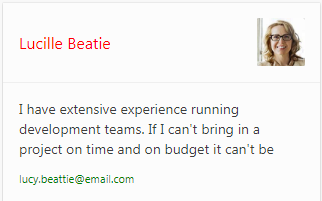 Lucille Beatie
I have extensive experience running
development teams. If I can't bring in a
project on time and on budget it can't be
lucy.beattie@email.com